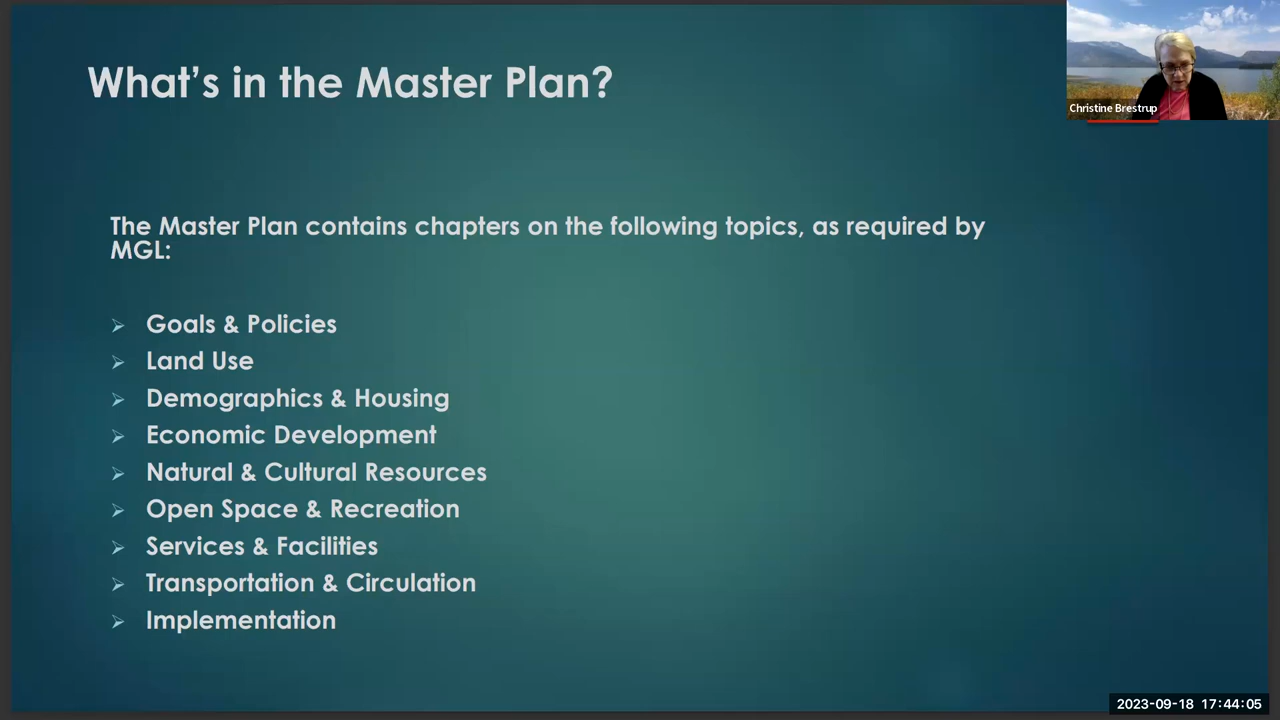 What's in the Master Plan?
Christine Brestrup
The Master Plan contains chapters on the following topics, as required by
MGL:
Goals & Policies
Land Use
Demographics & Housing
Economic Development
Natural & Cultural Resources
Open Space & Recreation
Services & Facilities
Transportation & Circulation
Implementation
2023-09-18 17:44:05